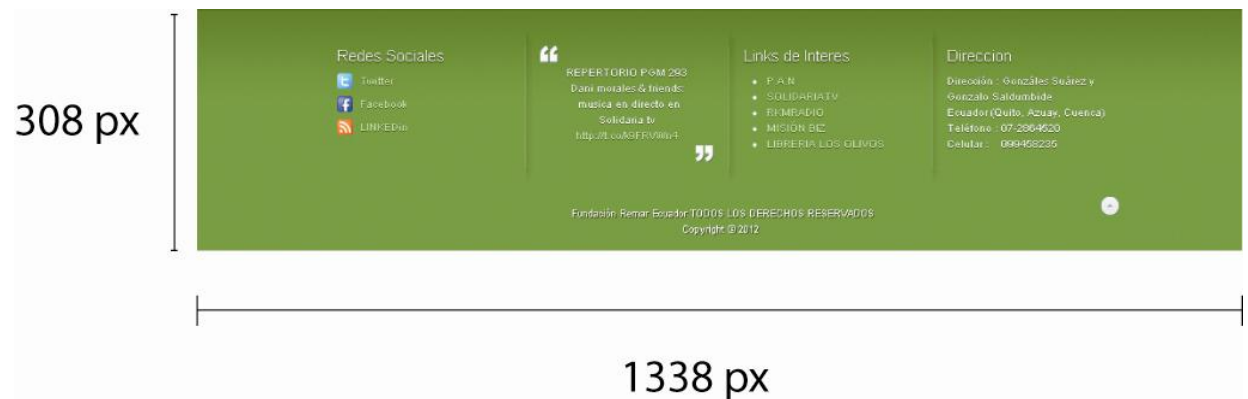 308 px
Redes Sociales
Twitter
Facebook
LINKEDin
“
REPERTORIO PGM 293
Dani morales & friends:
musica en directo en
Solidaria tv
”
Links de Interes
P.A.N
SOLIDARIATV
RKMRADIO
MISIÓN BIZ
LIBRERIA LOS OLIVOS
Direccion
Dirección : Gonzáles Suárez y
Gonzalo Saldumbide
Ecuador(Quito, Azuay, Cuenca)
Teléfono : 07-2864520
Celular : 099458235
Fundación Remar Ecuador TODOS LOS DERECHOS RESERVADOS
Copyright @ 2012
1338 px